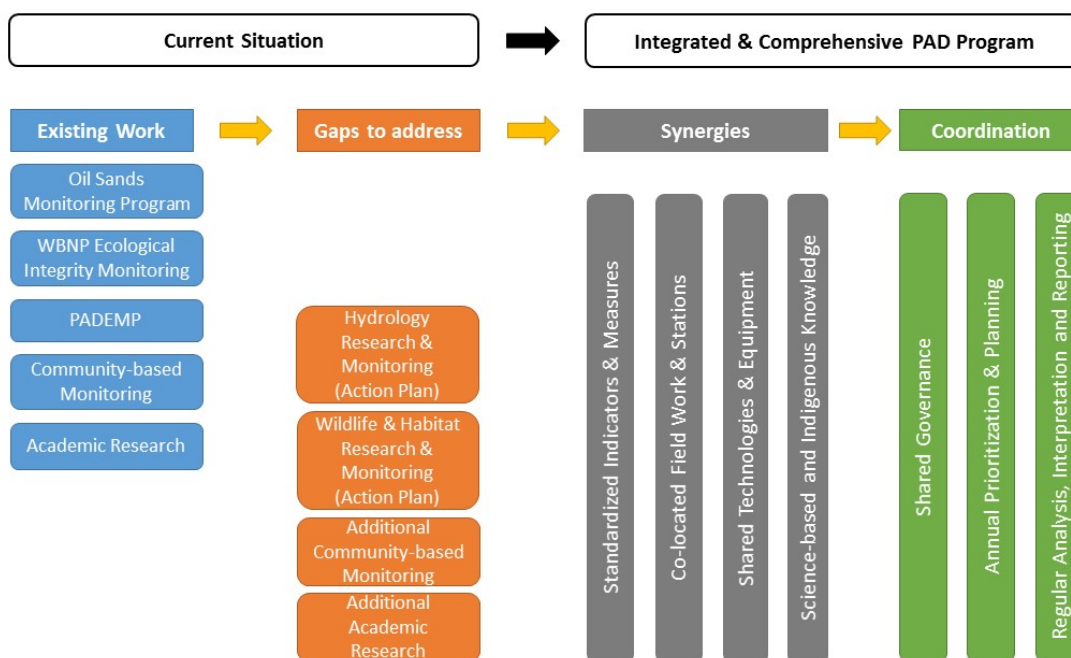 Current Situation
Integrated & Comprehensive PAD Program
Existing Work
Gaps to address
Synergies
Coordination
Oil Sands
Monitoring Program
WBNP Ecological
Integrity Monitoring
PADEMP
Community-based
Monitoring
Academic Research
Hydrology
Research &
Monitoring
(Action Plan)
Wildlife & Habitat
Research &
Monitoring
(Action Plan)
Additional
Community-based
Monitoring
Additional
Academic
Research
Standardized Indicators & Measures
Co-located Field Work & Stations
Shared Technologies & Equipment
Science-based and Indigenous Knowledge
Shared Governance
Annual Prioritization & Planning
Regular Analysis, Interpretation and Reporting